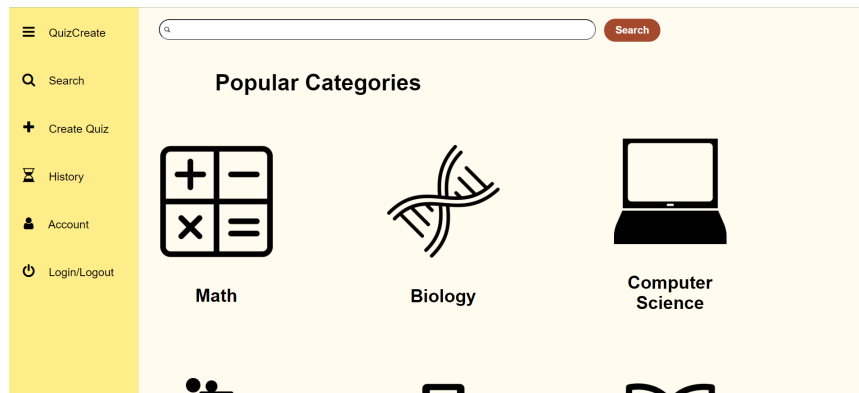 QuizCreate
Search
Create Quiz
History
Account
Login/Logout
Search
Popular Categories
Math
Biology
Computer
Science